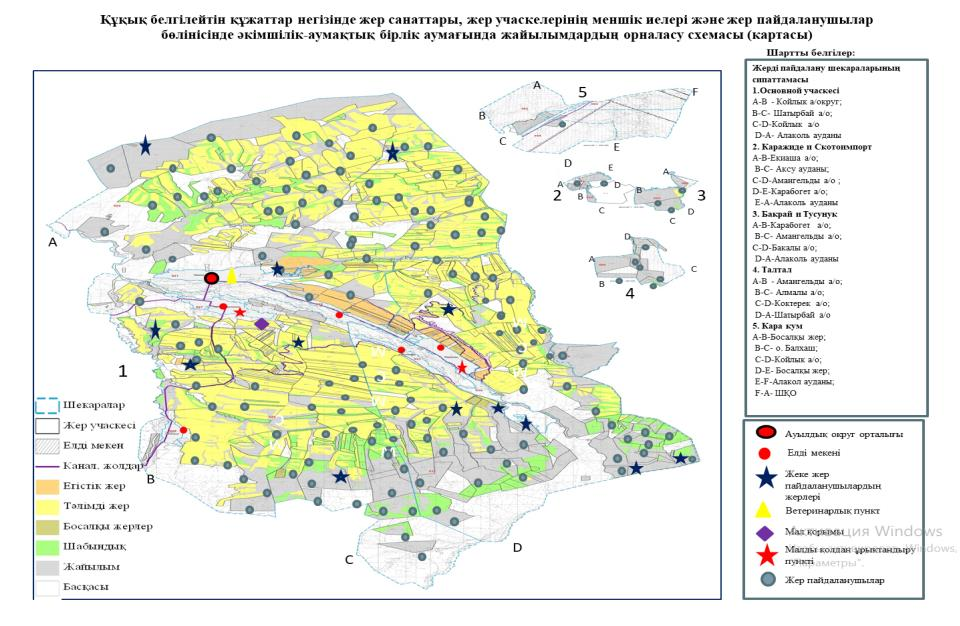 Құқық белгілейтін құжаттар негізінде жер санаттары, жер учаскелерінің меншік иелері және жер пайдаланушылар
бөлінісінде әкімшілік-аумақтық бірлік аумағында жайылымдардың орналасу схемасы (картасы)
Шартты белгілер:
Жерді пайдалану шекараларының
сипаттамасы
1.Основной учаскесі
А-В - Койлык а/округ;
В-С- Шатырбай а/о;
С-D-Койлык а/о
D-А- Алаколь ауданы
2. Каражиде и Скотоимпорт
А-В-Екиаша а/о;
В-С- Аксу ауданы;
С-D-Амангельды а/о ;
D-Е-Карабогет а/о;
Е-А-Алаколь ауданы
3. Бакрай и Тусунук
А-В-Карабогет а/о;
В-С- Амангельды а/о;
С-D-Бакалы а/о;
D-А-Алаколь ауданы
4. Талтал
А-В - Амангельды а/о;
В-С- Алмалы а/о;
С-D-Коктерек а/о;
D-А-Шатырбай а/о
5. Кара кум
А-В-Босалқы жер;
В-С- о. Балхаш;
С-D-Койлык а/о;
D-Е- Босалқы жер;
Е-F-Алакол ауданы;
F-А- ШҚО
A
B
C
D
E
F
5
A
B
C
D
E
2
A
B
C
D
3
A
B
C
D
4
A
B
C
D
1
Шекаралар
Жер учаскесі
Елді мекен
Канал. жолдар
Егістік жер
Тәлімді жер
Босалқы жерлер
Шабындық
Жайылым
Басқасы
Ауылдық округ орталығы
Елді мекені
Жеке жер
пайдаланушылардың
жерлері
Ветеринарлық пункт
Мал қорымы
Малды қолдан ұрықтандыру
пункті
Жер пайдаланушылар
Активация Windows
Windows,
"Параметры".